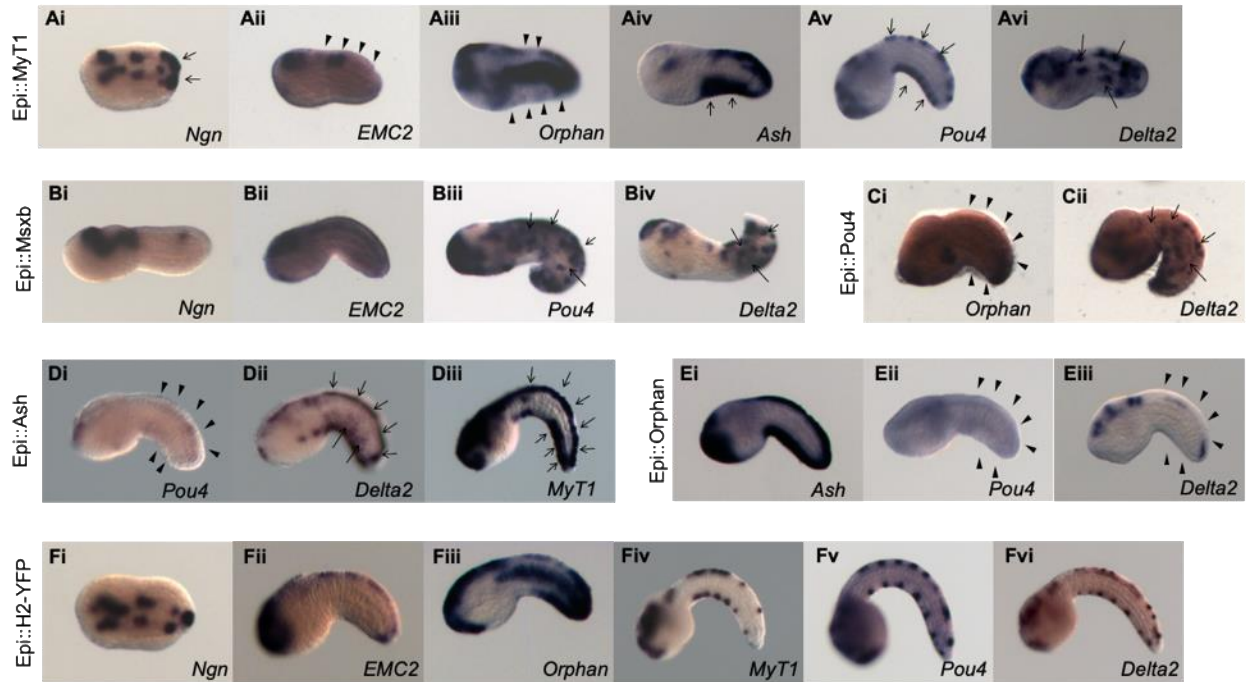 Epi::MyT1
Ai Aii Aiii Aiv Av Avi
Ngn EMC2 Orphan Ash Pou4 Delta2
Epi::Msxb
Bi Bii Biii Biv
Ngn EMC2 Pou4 Delta2
Epi::Pou4
Ci Cii
Orphan Delta2
Epi::Ash
Di Dii Diii
Pou4 Delta2 MyT1
Epi::Orphan
Ei Eii Eiii
Ash Pou4 Delta2
Epi::H2-YFP
Fi Fii Fiii Fiv Fv Fvi
Ngn EMC2 Orphan MyT1 Pou4 Delta2